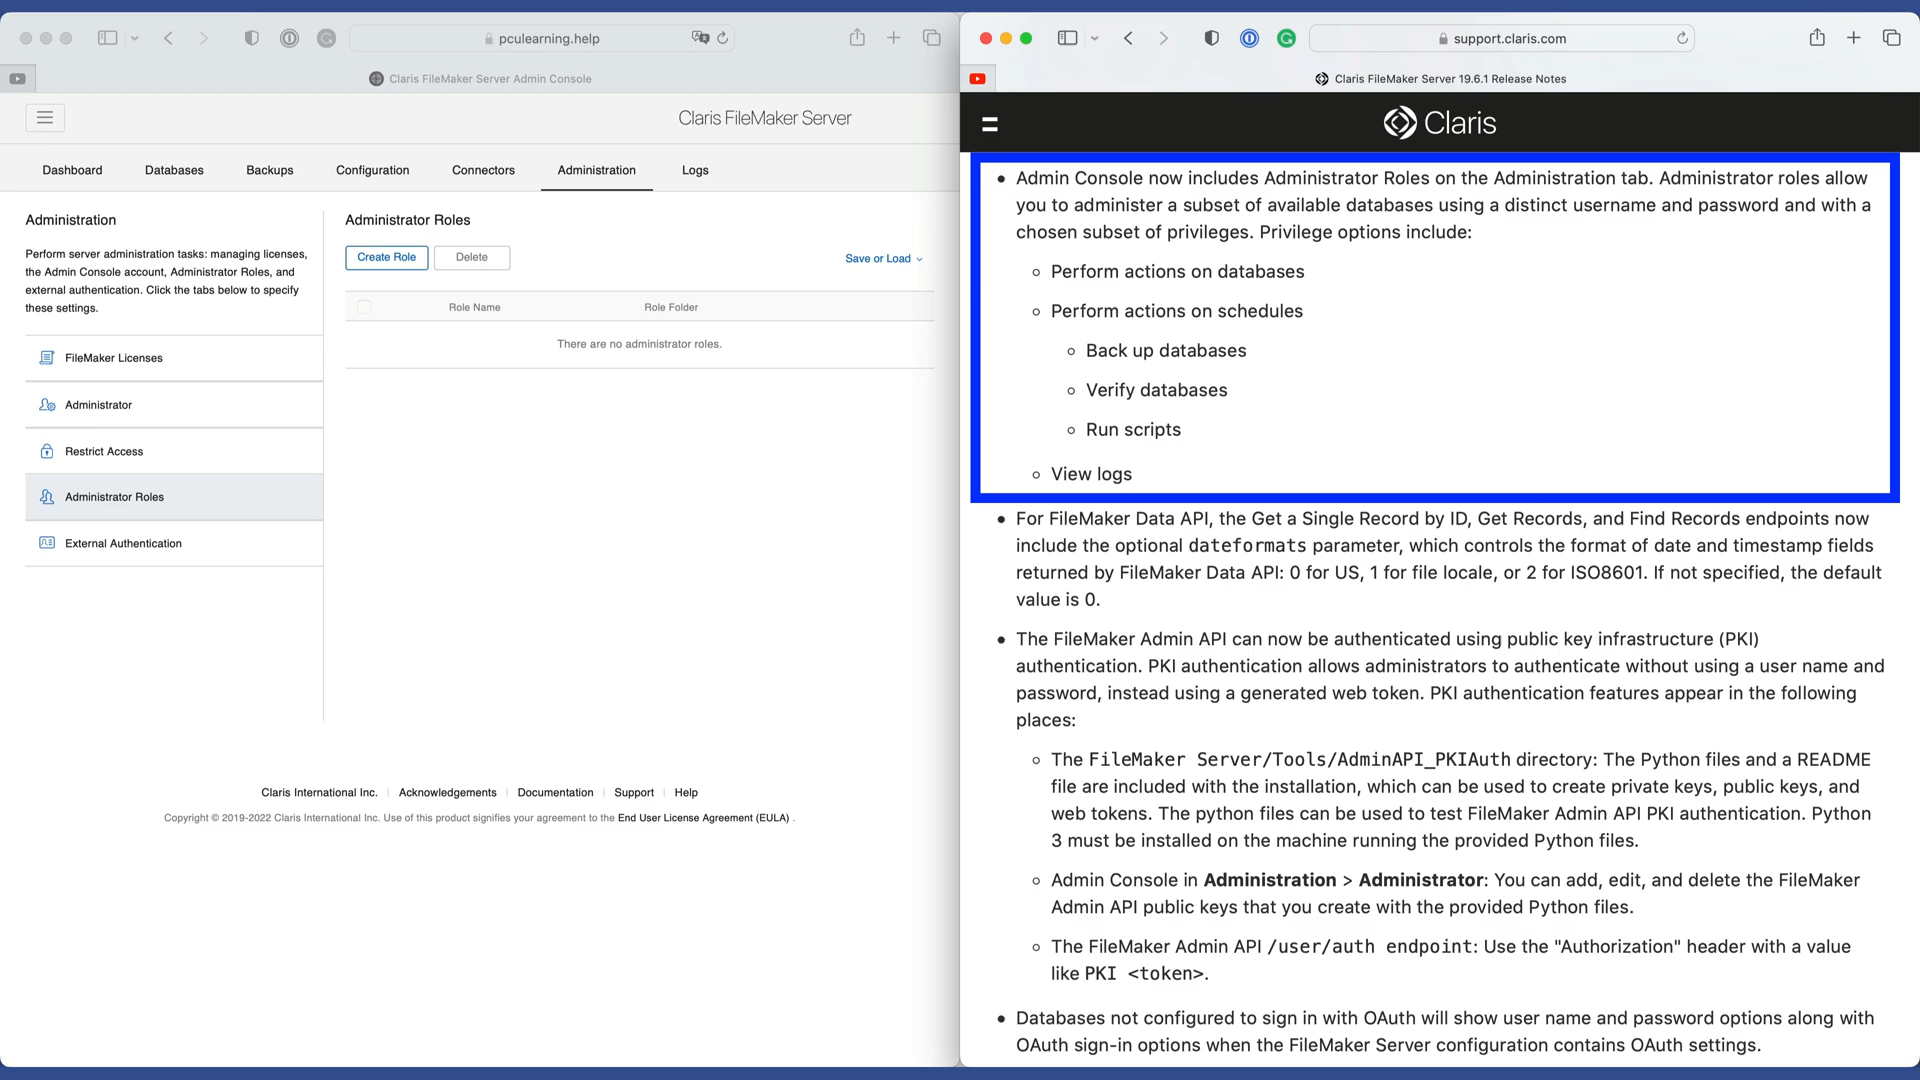 pculearning.help
Claris FileMaker Server Admin Console
Claris FileMaker Server
Dashboard
Databases
Backups
Configuration
Connectors
Administration
Logs
Administration
Perform server administration tasks: managing licenses,
the Admin Console account, Administrator Roles, and
external authentication. Click the tabs below to specify
these settings.
FileMaker Licenses
Administrator
Restrict Access
Administrator Roles
External Authentication
Administrator Roles
Create Role
Delete
Save or Load
Role Name
Role Folder
There are no administrator roles.
Claris International Inc. | Acknowledgements | Documentation | Support | Help
Copyright © 2019-2022 Claris International Inc. Use of this product signifies your agreement to the End User License Agreement (EULA) .
support.claris.com
Claris FileMaker Server 19.6.1 Release Notes
Claris
• Admin Console now includes Administrator Roles on the Administration tab. Administrator roles allow
you to administer a subset of available databases using a distinct username and password and with a
chosen subset of privileges. Privilege options include:
Perform actions on databases
Perform actions on schedules
Back up databases
Verify databases
Run scripts
View logs
• For FileMaker Data API, the Get a Single Record by ID, Get Records, and Find Records endpoints now
include the optional dateformats parameter, which controls the format of date and timestamp fields
returned by FileMaker Data API: 0 for US, 1 for file locale, or 2 for ISO8601. If not specified, the default
value is 0.
• The FileMaker Admin API can now be authenticated using public key infrastructure (PKI)
authentication. PKI authentication allows administrators to authenticate without using a user name and
password, instead using a generated web token. PKI authentication features appear in the following
places:
The FileMaker Server/Tools/AdminAPI_PKIAuth directory: The Python files and a README
file are included with the installation, which can be used to create private keys, public keys, and
web tokens. The python files can be used to test FileMaker Admin API PKI authentication. Python
3 must be installed on the machine running the provided Python files.
Admin Console in Administration > Administrator: You can add, edit, and delete the FileMaker
Admin API public keys that you create with the provided Python files.
The FileMaker Admin API /user/auth endpoint: Use the "Authorization" header with a value
like PKI <token>.
• Databases not configured to sign in with OAuth will show user name and password options along with
OAuth sign-in options when the FileMaker Server configuration contains OAuth settings.